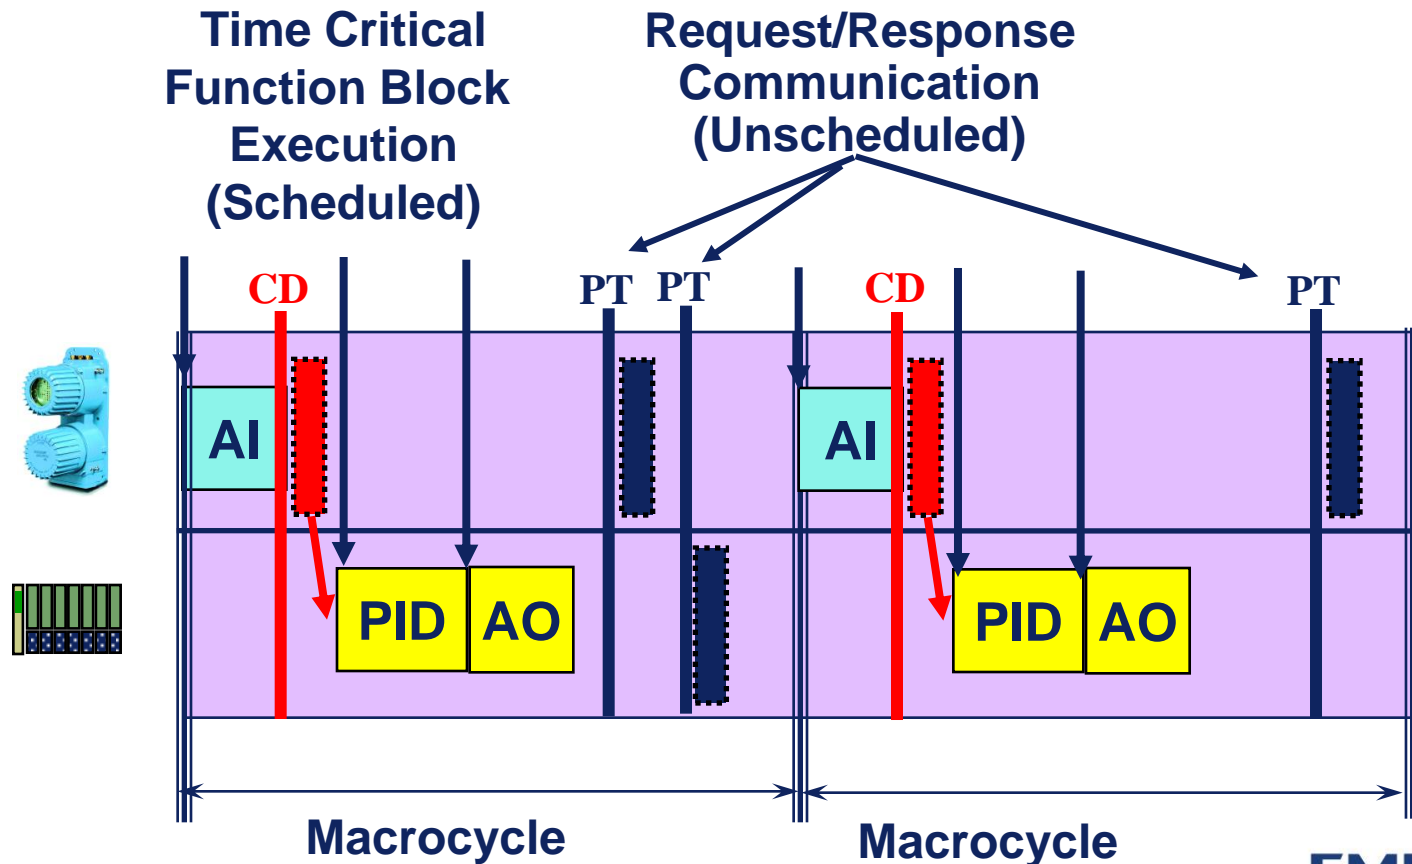 Time Critical
Function Block
Execution
(Scheduled)
Request/Response
Communication
(Unscheduled)
CD
PT PT
CD
PT
AI
AI
PID AO
PID AO
Macrocycle
Macrocycle